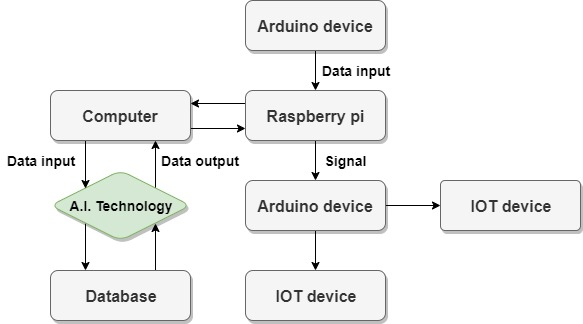 Arduino device
Data input
Computer
Raspberry pi
Data input
Data output
Signal
A.I. Technology
Arduino device
IOT device
Database
IOT device